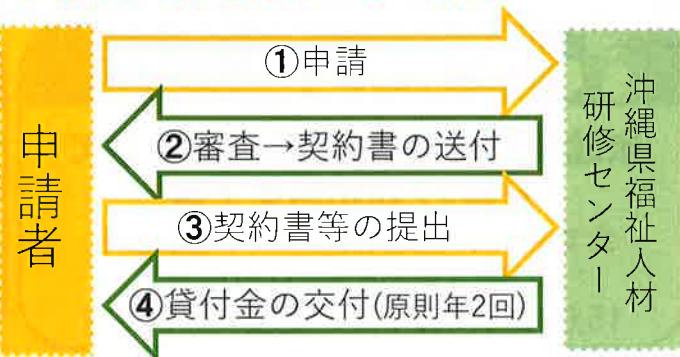 申請者
①申請
②審査→契約書の送付
③契約書等の提出
④貸付金の交付(原則年2回)
沖縄県福祉人材
研修センター